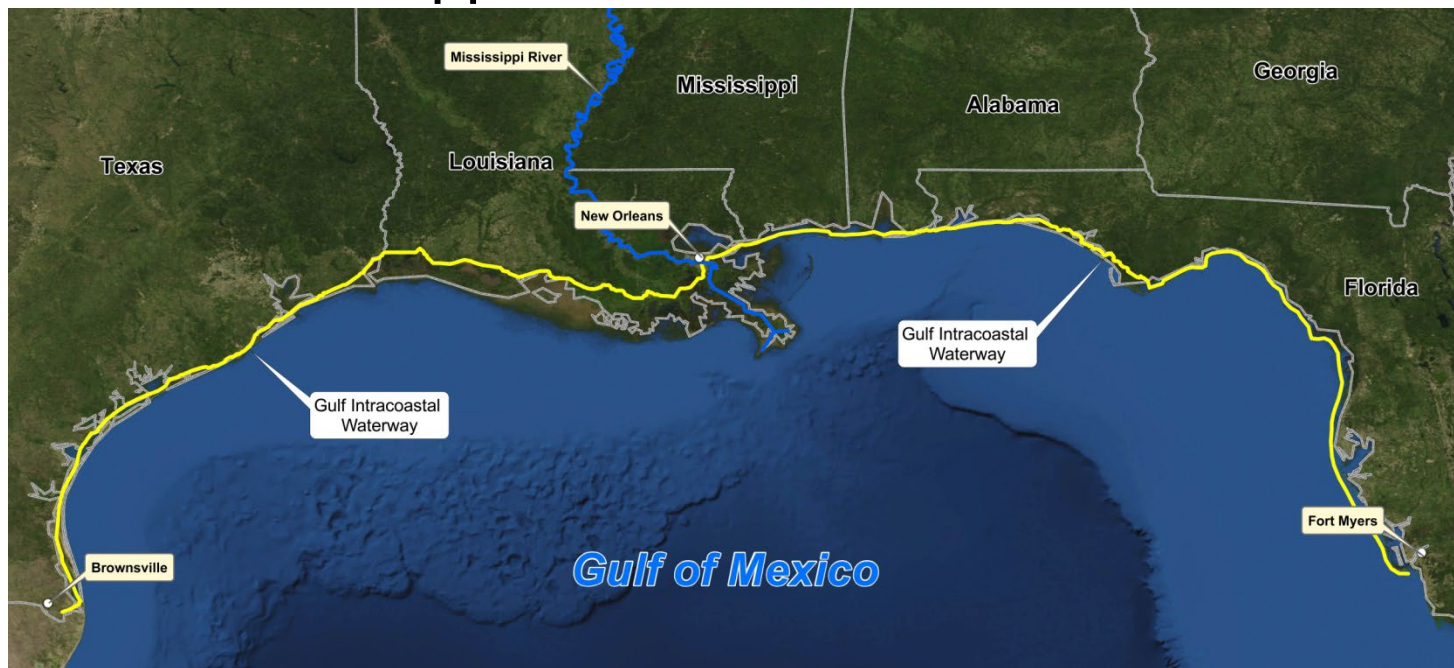 Mississippi River
Mississippi
Georgia
Alabama
Texas
Louisiana
New Orleans
Florida
Gulf Intracoastal
Waterway
Gulf Intracoastal
Waterway
Fort Myers
Brownsville
Gulf of Mexico